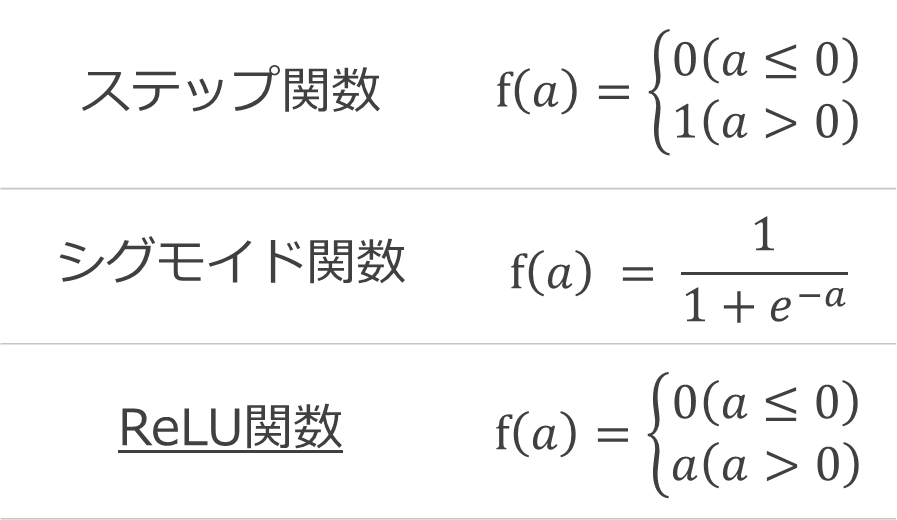 ステップ関数 f(a) = {0(a ≤ 0) 1(a > 0)
シグモイド関数 f(a) = 1 / 1 + e^−a
ReLU関数 f(a) = {0(a ≤ 0) a(a > 0)